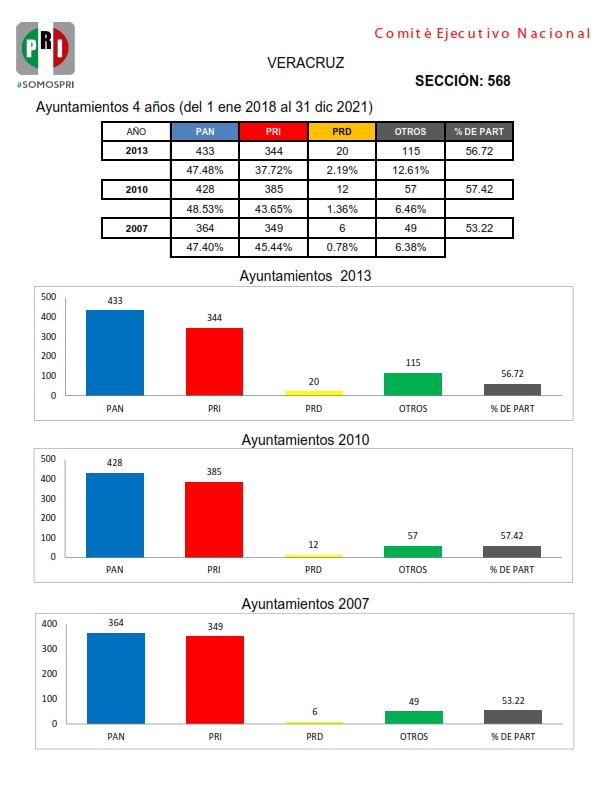 Comité Ejecutivo Nacional
PRI
#SOMOSPRI
VERACRUZ
SECCIÓN: 568
Ayuntamientos 4 años (del 1 ene 2018 al 31 dic 2021)
AÑO PAN PRI PRD OTROS % DE PART
2013 433 344 20 115 56.72
47.48% 37.72% 2.19% 12.61%
2010 428 385 12 57 57.42
48.53% 43.65% 1.36% 6.46%
2007 364 349 6 49 53.22
47.40% 45.44% 0.78% 6.38%
Ayuntamientos 2013
500
400
300
200
100
0
433 344 20 115 56.72
PAN PRI PRD OTROS % DE PART
Ayuntamientos 2010
500
400
300
200
100
0
428 385 12 57 57.42
PAN PRI PRD OTROS % DE PART
Ayuntamientos 2007
400
300
200
100
0
364 349 6 49 53.22
PAN PRI PRD OTROS % DE PART